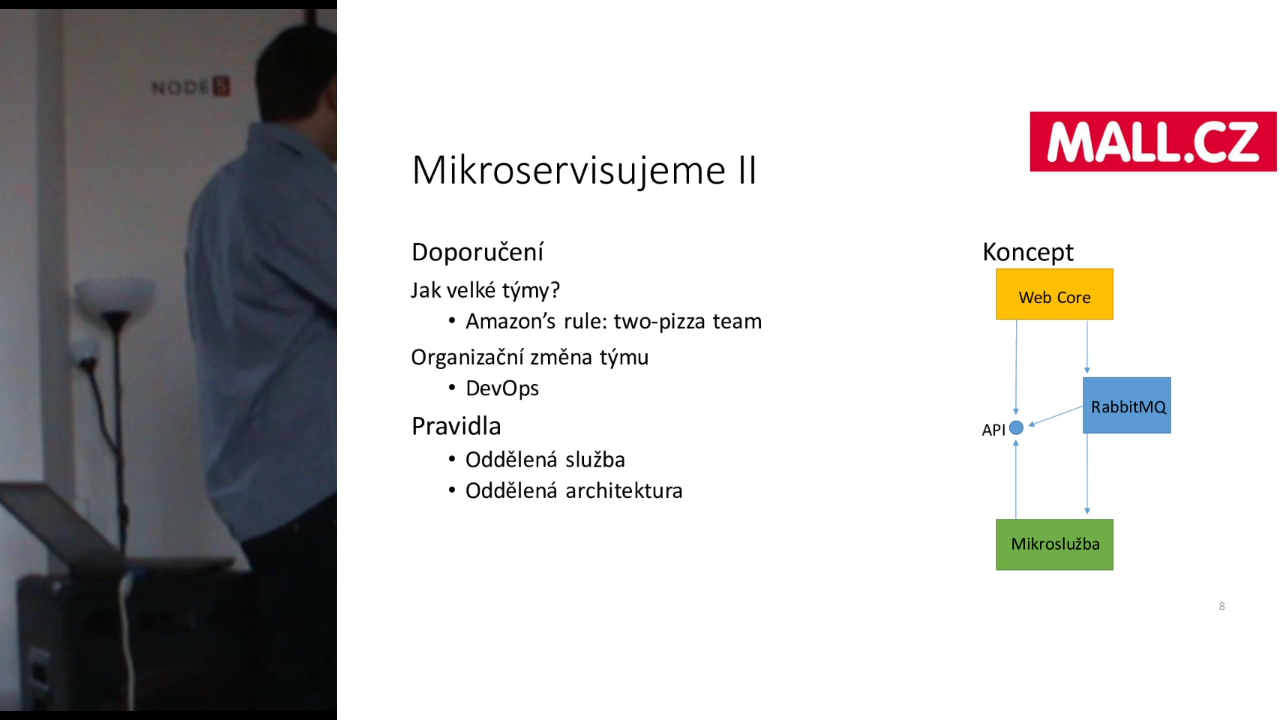 NODE5
MALL.CZ
Mikroservisujeme II
Doporučení
Jak velké týmy?
• Amazon’s rule: two-pizza team
Organizační změna týmu
• DevOps
Pravidla
• Oddělená služba
• Oddělená architektura
Koncept
Web Core
RabbitMQ
API
Mikroslužba
8